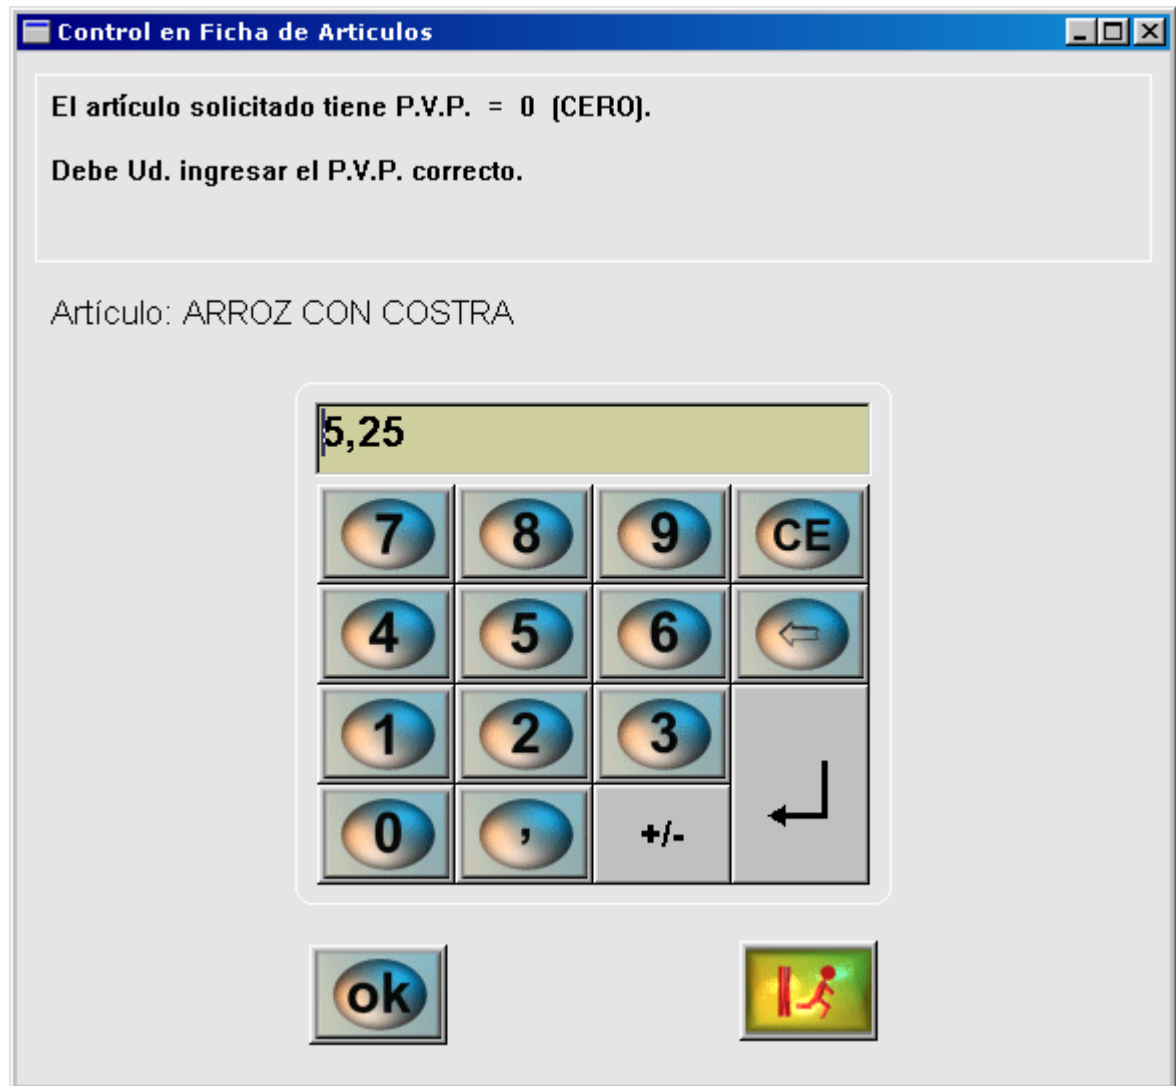 Control en Ficha de Articulos
El artículo solicitado tiene P.V.P. = 0 (CERO).
Debe Ud. ingresar el P.V.P. correcto.
Artículo: ARROZ CON COSTRA
5,25
7 8 9 CE
4 5 6
1 2 3
0 , +/-
ok